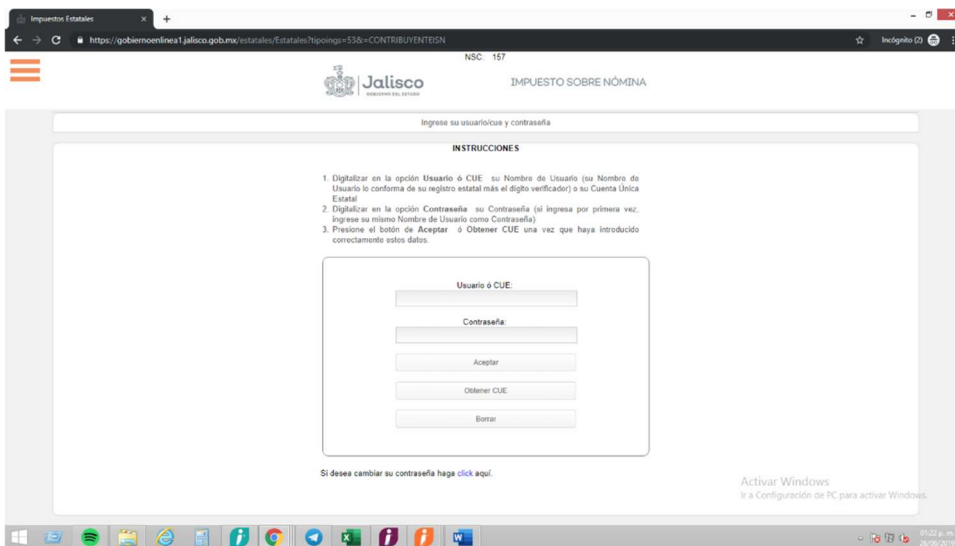 Impuestos Estatales
https://gobiernoenlinea1.jalisco.gob.mx/estatales/Estatales?tipoings=53&:=CONTRIBUYENTEISN
Incógnito (2)
NSC. 157
Jalisco
GOBIERNO DEL ESTADO
IMPUESTO SOBRE NÓMINA
Ingrese su usuario/cue y contraseña
INSTRUCCIONES
1. Digitalizar en la opción Usuario ó CUE su Nombre de Usuario (su Nombre de
Usuario lo conforma de su registro estatal más el dígito verificador) o su Cuenta Única
Estatal
2. Digitalizar en la opción Contraseña su Contraseña (si ingresa por primera vez,
ingrese su mismo Nombre de Usuario como Contraseña)
3. Presione el botón de Aceptar ó Obtener CUE una vez que haya introducido
correctamente estos datos.
Usuario ó CUE:
Contraseña:
Aceptar
Obtener CUE
Borrar
Si desea cambiar su contraseña haga click aquí.
Activar Windows
Ir a Configuración de PC para activar Windows.
01:22 p. m.
26/06/2019